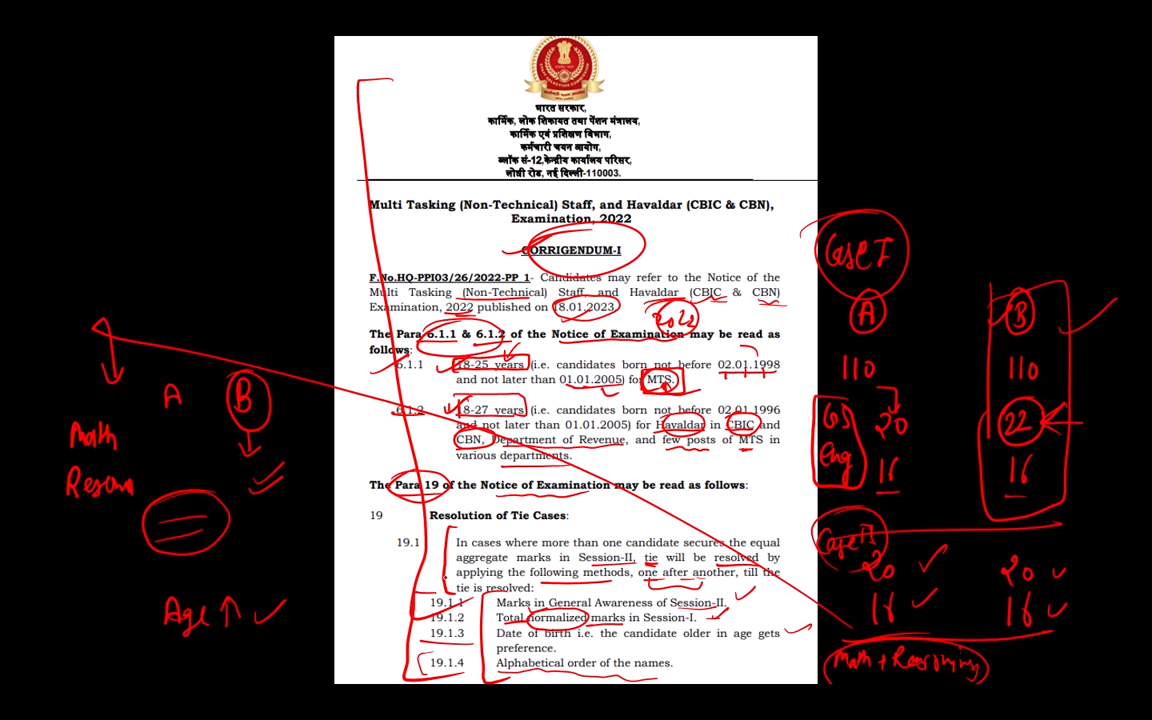 भारत सरकार,
कार्मिक, लोक शिकायत तथा पेंशन मंत्रालय,
कार्मिक एवं प्रशिक्षण विभाग,
कर्मचारी चयन आयोग,
ब्लॉक सं-12,केन्द्रीय कार्यालय परिसर,
लोधी रोड, नई दिल्ली-110003.
Multi Tasking (Non-Technical) Staff, and Havaldar (CBIC & CBN),
Examination, 2022
CORRIGENDUM-I
F.No.HQ-PPI03/26/2022-PP_1- Candidates may refer to the Notice of the
Multi Tasking (Non-Technical) Staff, and Havaldar (CBIC & CBN)
Examination, 2022 published on 18.01.2023.
2022
The Para 6.1.1 & 6.1.2 of the Notice of Examination may be read as
follows:
6.1.1 18-25 years (i.e. candidates born not before 02.01.1998
and not later than 01.01.2005) for MTS.
6.1.2 18-27 years (i.e. candidates born not before 02.01.1996
and not later than 01.01.2005) for Havaldar in CBIC and
CBN, Department of Revenue, and few posts of MTS in
various departments.
The Para 19 of the Notice of Examination may be read as follows:
19 Resolution of Tie Cases:
19.1 In cases where more than one candidate secures the equal
aggregate marks in Session-II, tie will be resolved by
applying the following methods, one after another, till the
tie is resolved:
19.1.1 Marks in General Awareness of Session-II.
19.1.2 Total normalized marks in Session-I.
19.1.3 Date of birth i.e. the candidate older in age gets
preference.
19.1.4 Alphabetical order of the names.
A B
Math
Age
Case I
A B
110 110
GS 20 22
Eng 16 16
Case II
20 20
16 16
(Math + Reasoning)